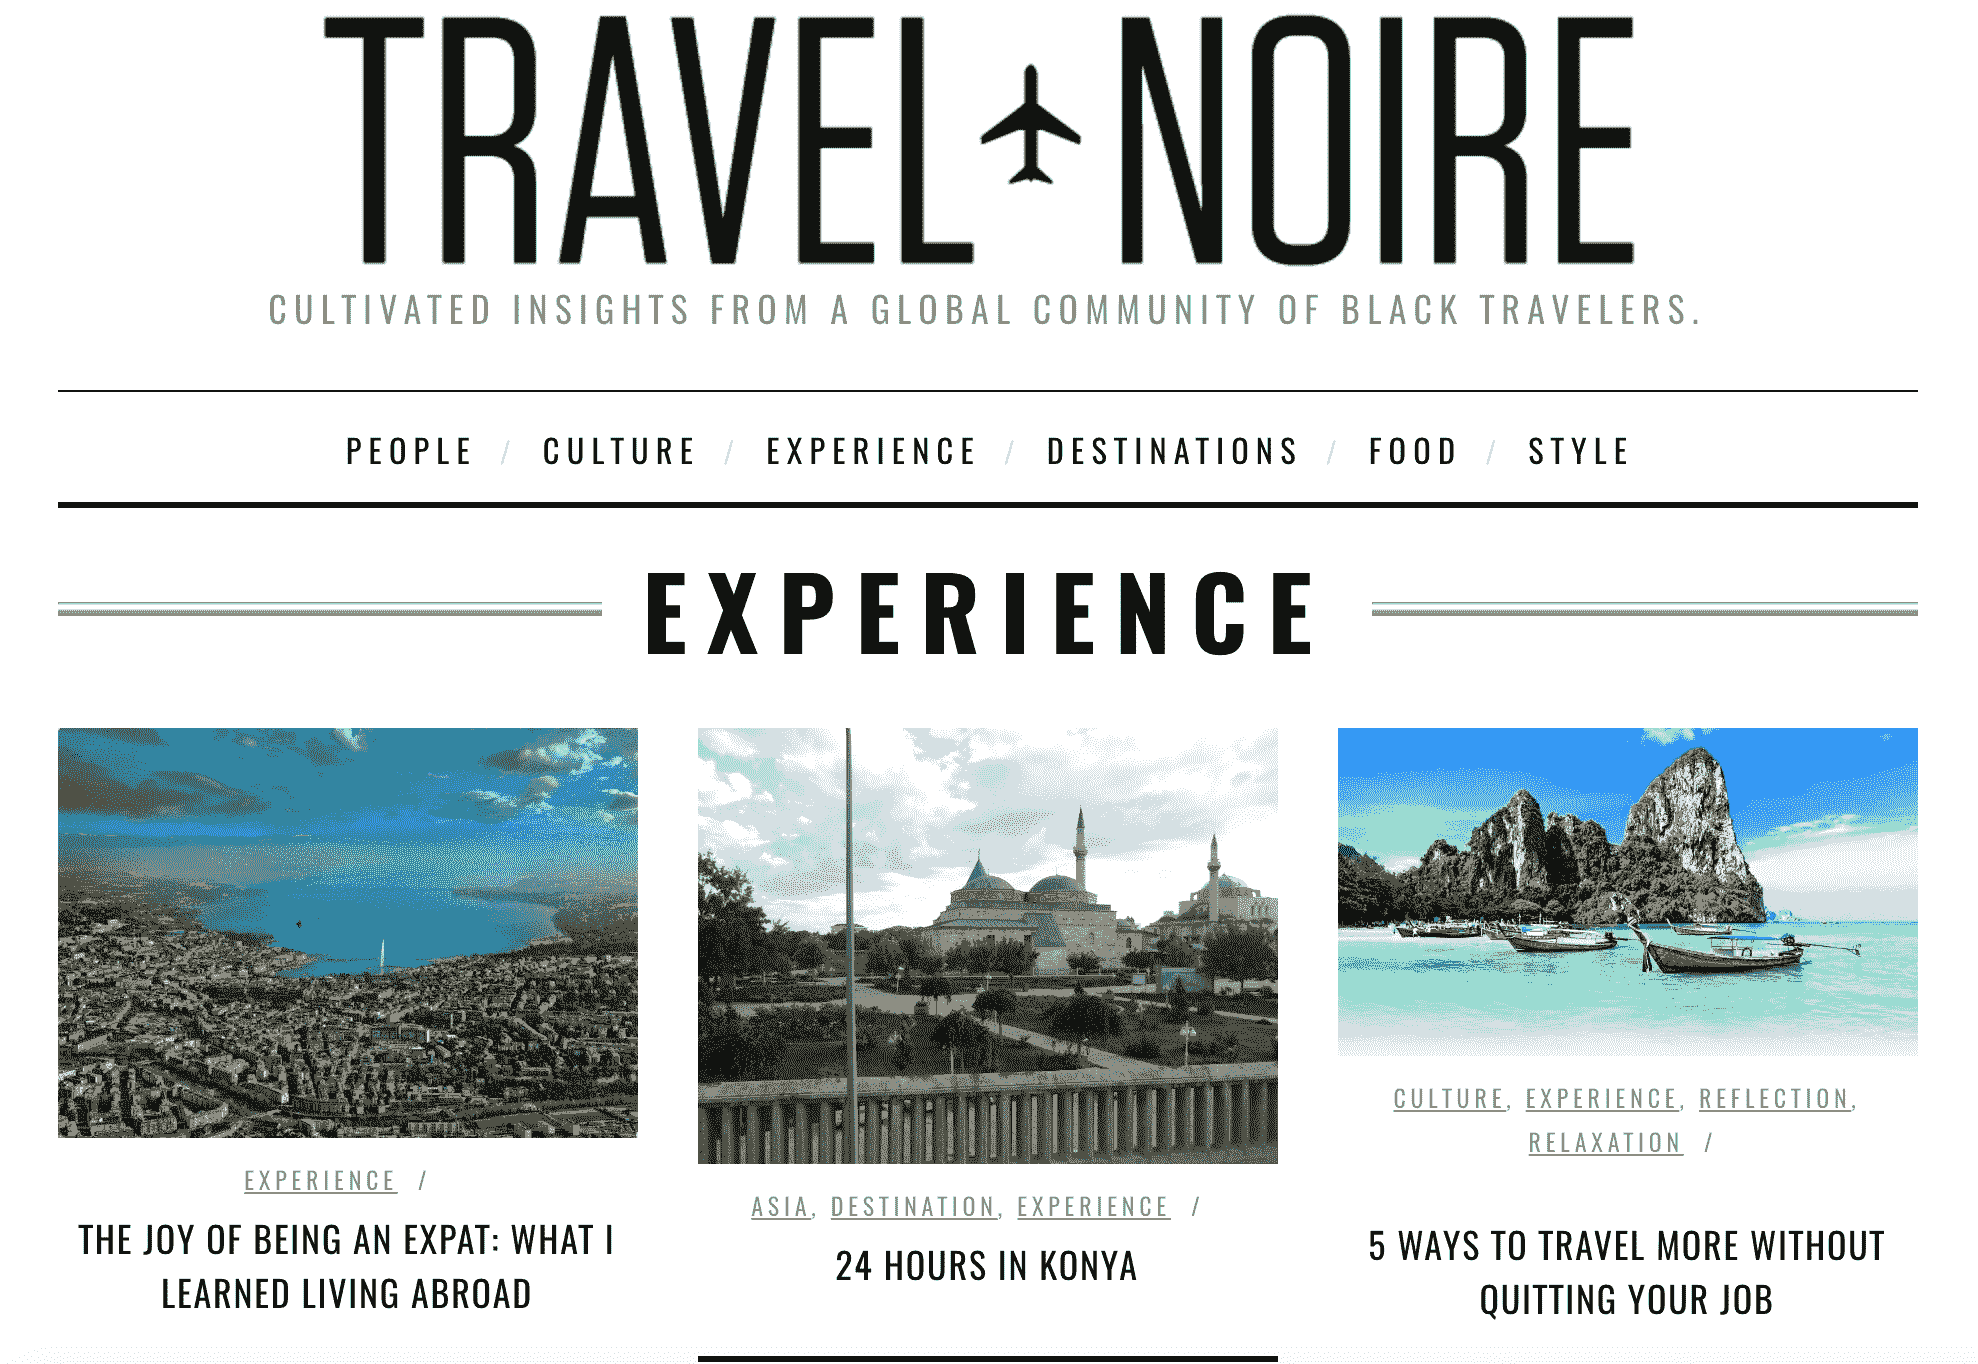 TRAVEL NOIRE
CULTIVATED INSIGHTS FROM A GLOBAL COMMUNITY OF BLACK TRAVELERS.
PEOPLE / CULTURE / EXPERIENCE / DESTINATIONS / FOOD / STYLE
EXPERIENCE
EXPERIENCE /
THE JOY OF BEING AN EXPAT: WHAT I
LEARNED LIVING ABROAD
ASIA, DESTINATION, EXPERIENCE /
24 HOURS IN KONYA
CULTURE, EXPERIENCE, REFLECTION,
RELAXATION /
5 WAYS TO TRAVEL MORE WITHOUT
QUITTING YOUR JOB